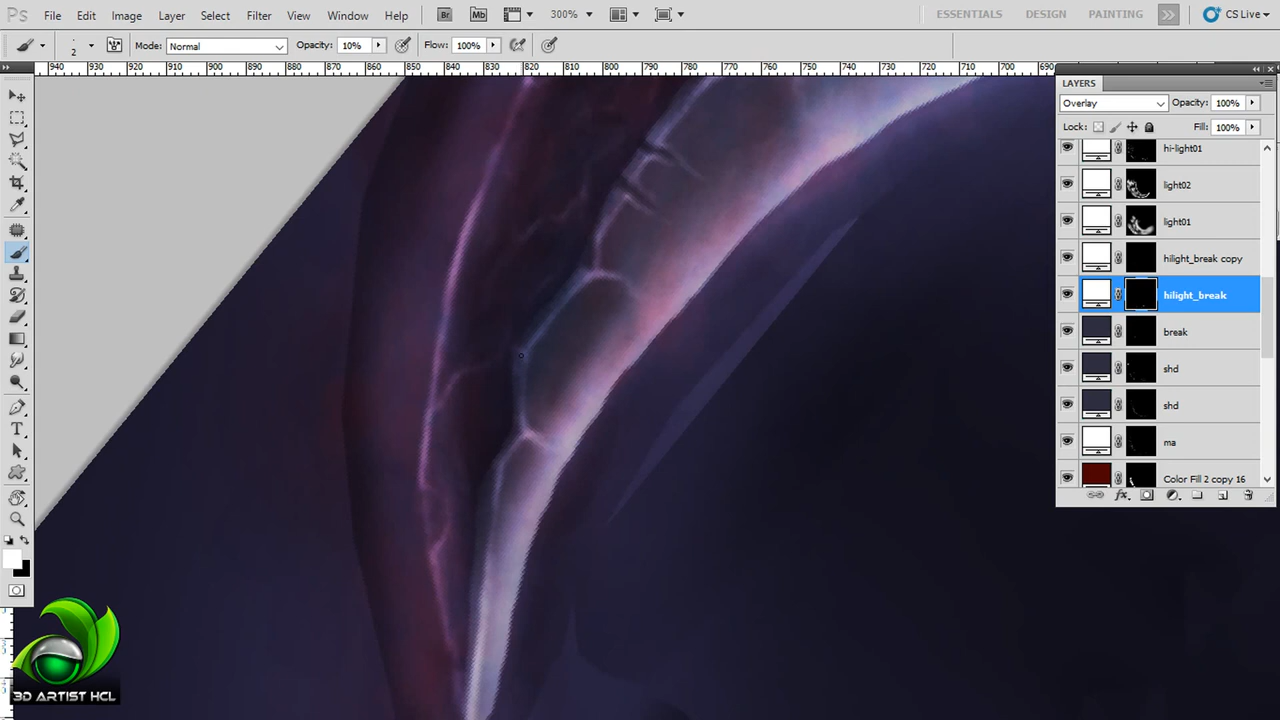 Ps File Edit Image Layer Select Filter View Window Help Br Mb 300% ESSENTIALS DESIGN PAINTING CS Live
2 Mode: Normal Opacity: 10% Flow: 100%
940 930 920 910 900 890 880 870 860 850 840 830 820 810 800 790 780 770 760 750 740 730 720 710 700 690
LAYERS
Overlay Opacity: 100%
Lock: Fill: 100%
hi-light01
light02
light01
hilight_break copy
hilight_break
break
shd
shd
ma
Color Fill 2 copy 16
fx
3D ARTIST HCL